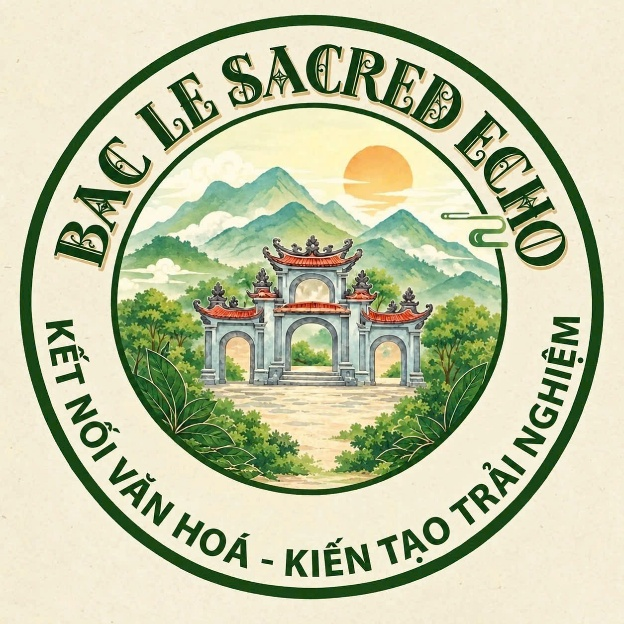 BAC LE SACRED ECHO
KẾT NỐI VĂN HOÁ - KIẾN TẠO TRẢI NGHIỆM